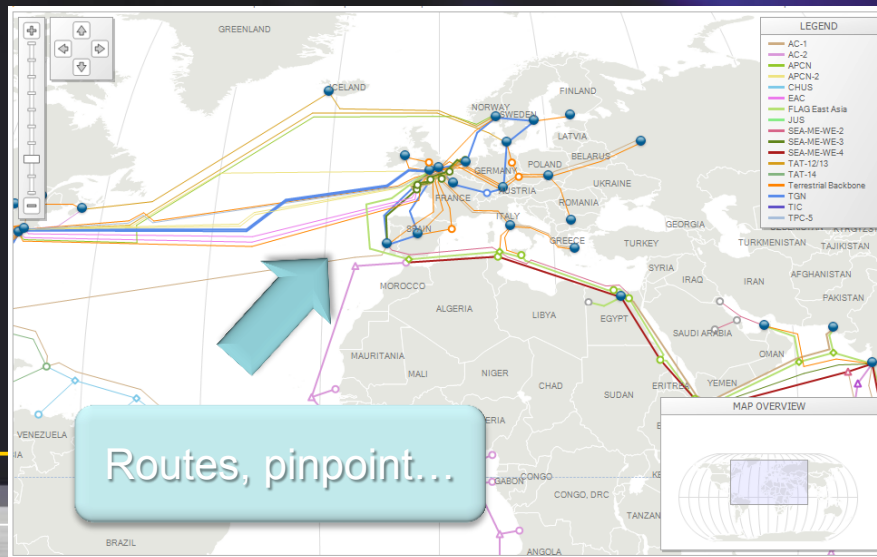 GREENLAND
LEGEND
AC-1
AC-2
APCN
APCN-2
CHUS
EAC
FLAG East Asia
JUS
SEA-ME-WE-2
SEA-ME-WE-3
SEA-ME-WE-4
TAT-12/13
TAT-14
Terrestrial Backbone
TGN
TIC
TPC-5
ICELAND
FINLAND
NORWAY
SWEDEN
LATVIA
BELARUS
POLAND
GERMANY
UKRAINE
AUSTRIA
FRANCE
ROMANIA
ITALY
GEORGIA
SPAIN
GREECE
TURKEY
TURKMENISTAN
TAJIKISTAN
SYRIA
IRAQ
IRAN
AFGHANISTAN
MOROCCO
PAKISTAN
ALGERIA
LIBYA
EGYPT
SAUDI ARABIA
OMAN
MAURITANIA
MALI
NIGER
CHAD
SUDAN
ERITREA
YEMEN
MAP OVERVIEW
VENEZUELA
Routes, pinpoint...
GABON
CONGO
CONGO, DRC
BRAZIL
ANGOLA